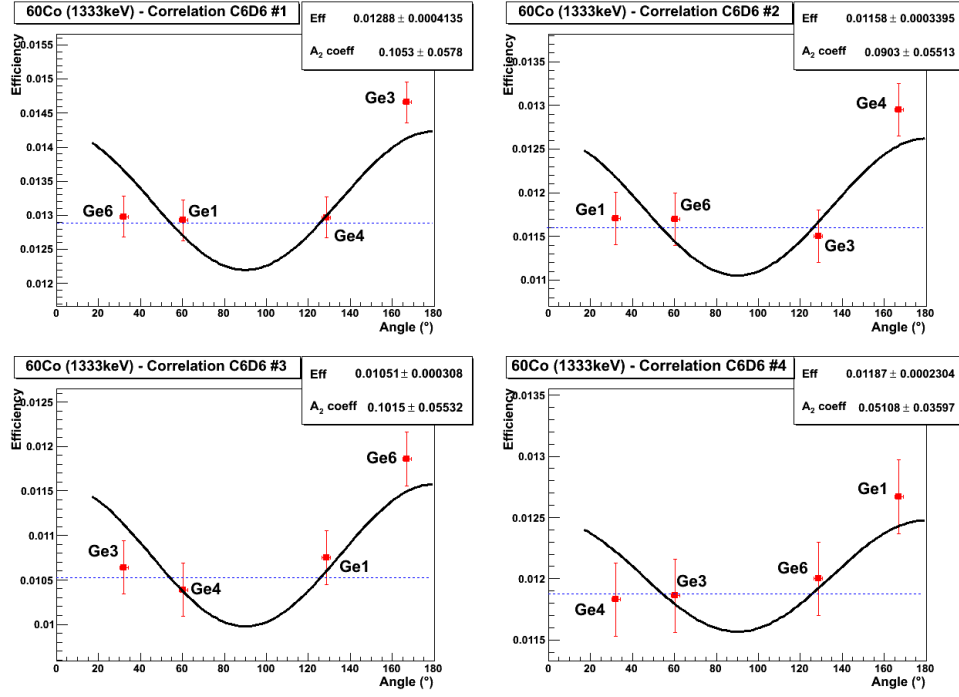 60Co (1333keV) - Correlation C6D6 #1
Eff 0.01288 ± 0.0004135
A₂ coeff 0.1053 ± 0.0578
Efficiency
0.0155
0.015
0.0145
0.014
0.0135
0.013
0.0125
0.012
Ge3
Ge6
Ge1
Ge4
0 20 40 60 80 100 120 140 160 180
Angle (°)
60Co (1333keV) - Correlation C6D6 #2
Eff 0.01158 ± 0.0003395
A₂ coeff 0.0903 ± 0.05513
Efficiency
0.0135
0.013
0.0125
0.012
0.0115
0.011
Ge4
Ge1
Ge6
Ge3
0 20 40 60 80 100 120 140 160 180
Angle (°)
60Co (1333keV) - Correlation C6D6 #3
Eff 0.01051 ± 0.000308
A₂ coeff 0.1015 ± 0.05532
Efficiency
0.0125
0.012
0.0115
0.011
0.0105
0.01
Ge6
Ge3
Ge4
Ge1
0 20 40 60 80 100 120 140 160 180
Angle (°)
60Co (1333keV) - Correlation C6D6 #4
Eff 0.01187 ± 0.0002304
A₂ coeff 0.05108 ± 0.03597
Efficiency
0.0135
0.013
0.0125
0.012
0.0115
Ge1
Ge3
Ge6
Ge4
0 20 40 60 80 100 120 140 160 180
Angle (°)